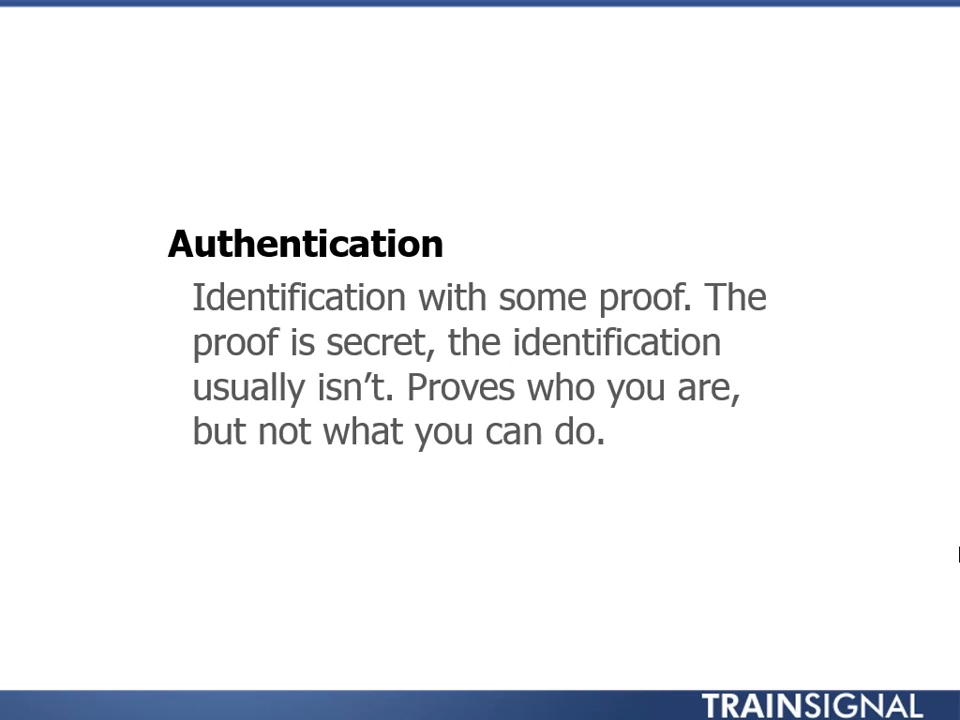 Authentication
Identification with some proof. The
proof is secret, the identification
usually isn’t. Proves who you are,
but not what you can do.
TRAINSIGNAL